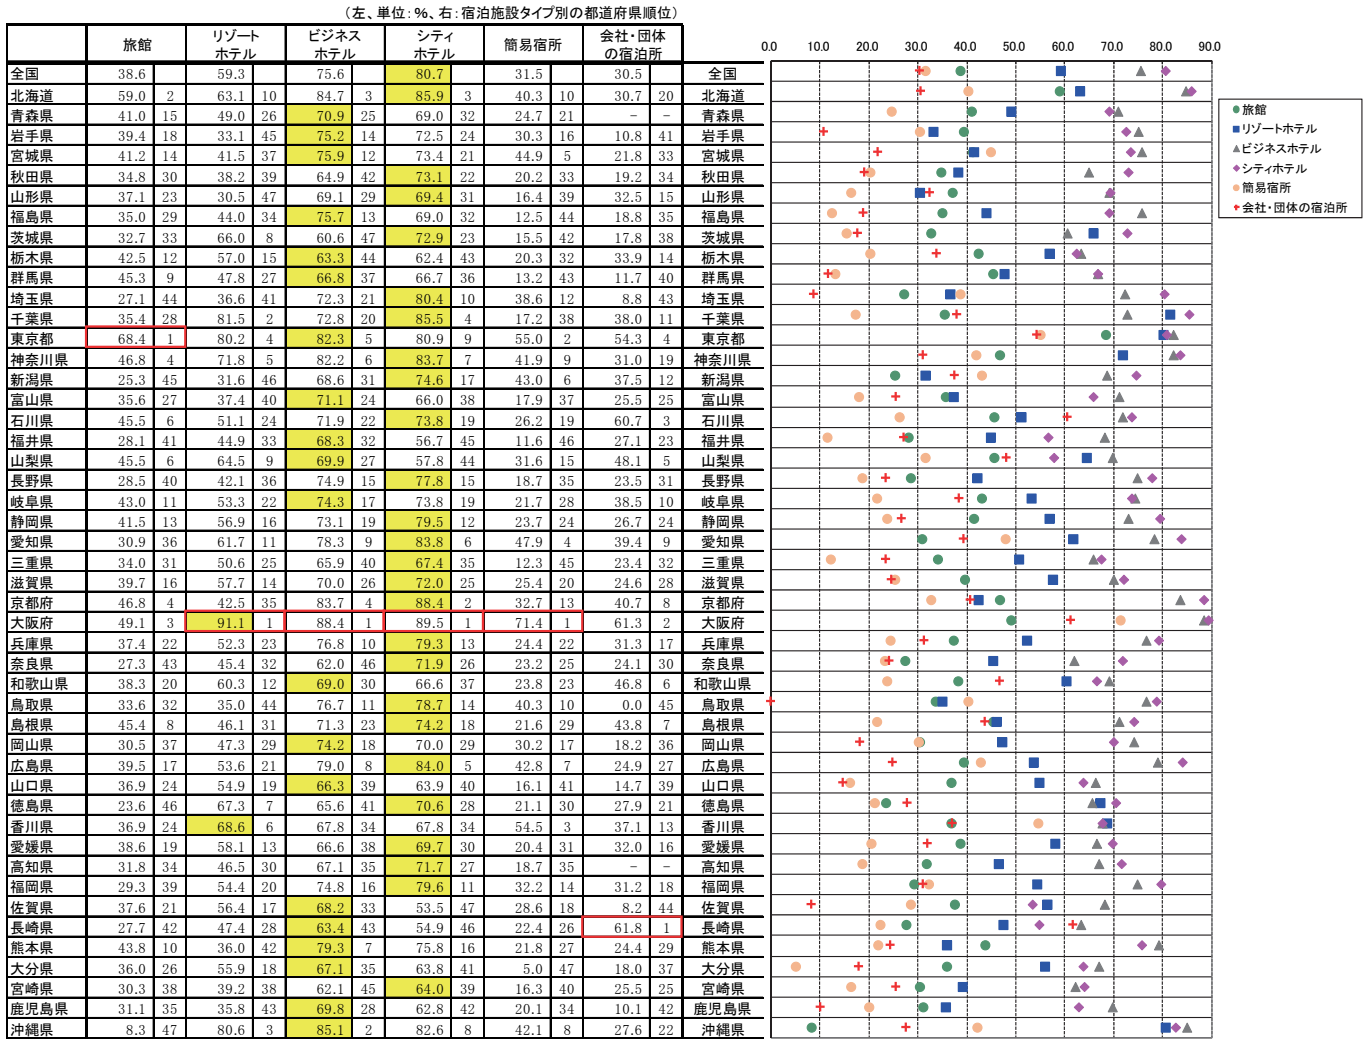 （左、単位：％、右：宿泊施設タイプ別の都道府県順位）
旅館 リゾートホテル ビジネスホテル シティホテル 簡易宿所 会社・団体の宿泊所
0.0 10.0 20.0 30.0 40.0 50.0 60.0 70.0 80.0 90.0
全国 38.6 59.3 75.6 80.7 31.5 30.5 全国
北海道 59.0 2 63.1 10 84.7 3 85.9 3 40.3 10 30.7 20 北海道
青森県 41.0 15 49.0 26 70.9 25 69.0 32 24.7 21 － － 青森県
岩手県 39.4 18 33.1 45 75.2 14 72.5 24 30.3 16 10.8 41 岩手県
宮城県 41.2 14 41.5 37 75.9 12 73.4 21 44.9 5 21.8 33 宮城県
秋田県 34.8 30 38.2 39 64.9 42 73.1 22 20.2 33 19.2 34 秋田県
山形県 37.1 23 30.5 47 69.1 29 69.4 31 16.4 39 32.5 15 山形県
福島県 35.0 29 44.0 34 75.7 13 69.0 32 12.5 44 18.8 35 福島県
茨城県 32.7 33 66.0 8 60.6 47 72.9 23 15.5 42 17.8 38 茨城県
栃木県 42.5 12 57.0 15 63.3 44 62.4 43 20.3 32 33.9 14 栃木県
群馬県 45.3 9 47.8 27 66.8 37 66.7 36 13.2 43 11.7 40 群馬県
埼玉県 27.1 44 36.6 41 72.3 21 80.4 10 38.6 12 8.8 43 埼玉県
千葉県 35.4 28 81.5 2 72.8 20 85.5 4 17.2 38 38.0 11 千葉県
東京都 68.4 1 80.2 4 82.3 5 80.9 9 55.0 2 54.3 4 東京都
神奈川県 46.8 4 71.8 5 82.2 6 83.7 7 41.9 9 31.0 19 神奈川県
新潟県 25.3 45 31.6 46 68.6 31 74.6 17 43.0 6 37.5 12 新潟県
富山県 35.6 27 37.4 40 71.1 24 66.0 38 17.9 37 25.5 25 富山県
石川県 45.5 6 51.1 24 71.9 22 73.8 19 26.2 19 60.7 3 石川県
福井県 28.1 41 44.9 33 68.3 32 56.7 45 11.6 46 27.1 23 福井県
山梨県 45.5 6 64.5 9 69.9 27 57.8 44 31.6 15 48.1 5 山梨県
長野県 28.5 40 42.1 36 74.9 15 77.8 15 18.7 35 23.5 31 長野県
岐阜県 43.0 11 53.3 22 74.3 17 73.8 19 21.7 28 38.5 10 岐阜県
静岡県 41.5 13 56.9 16 73.1 19 79.5 12 23.7 24 26.7 24 静岡県
愛知県 30.9 36 61.7 11 78.3 9 83.8 6 47.9 4 39.4 9 愛知県
三重県 34.0 31 50.6 25 65.9 40 67.4 35 12.3 45 23.4 32 三重県
滋賀県 39.7 16 57.7 14 70.0 26 72.0 25 25.4 20 24.6 28 滋賀県
京都府 46.8 4 42.5 35 83.7 4 88.4 2 32.7 13 40.7 8 京都府
大阪府 49.1 3 91.1 1 88.4 1 89.5 1 71.4 1 61.3 2 大阪府
兵庫県 37.4 22 52.3 23 76.8 10 79.3 13 24.4 22 31.3 17 兵庫県
奈良県 27.3 43 45.4 32 62.0 46 71.9 26 23.2 25 24.1 30 奈良県
和歌山県 38.3 20 60.3 12 69.0 30 66.6 37 23.8 23 46.8 6 和歌山県
鳥取県 33.6 32 35.0 44 76.7 11 78.7 14 40.3 10 0.0 45 鳥取県
島根県 45.4 8 46.1 31 71.3 23 74.2 18 21.6 29 43.8 7 島根県
岡山県 30.5 37 47.3 29 74.2 18 70.0 29 30.2 17 18.2 36 岡山県
広島県 39.5 17 53.6 21 79.0 8 84.0 5 42.8 7 24.9 27 広島県
山口県 36.9 24 54.9 19 66.3 39 63.9 40 16.1 41 14.7 39 山口県
徳島県 23.6 46 67.3 7 65.6 41 70.6 28 21.1 30 27.9 21 徳島県
香川県 36.9 24 68.6 6 67.8 34 67.8 34 54.5 3 37.1 13 香川県
愛媛県 38.6 19 58.1 13 66.6 38 69.7 30 20.4 31 32.0 16 愛媛県
高知県 31.8 34 46.5 30 67.1 35 71.7 27 18.7 35 － － 高知県
福岡県 29.3 39 54.4 20 74.8 16 79.6 11 32.2 14 31.2 18 福岡県
佐賀県 37.6 21 56.4 17 68.2 33 53.5 47 28.6 18 8.2 44 佐賀県
長崎県 27.7 42 47.4 28 63.4 43 54.9 46 22.4 26 61.8 1 長崎県
熊本県 43.8 10 36.0 42 79.3 7 75.8 16 21.8 27 24.4 29 熊本県
大分県 36.0 26 55.9 18 67.1 35 63.8 41 5.0 47 18.0 37 大分県
宮崎県 30.3 38 39.2 38 62.1 45 64.0 39 16.3 40 25.5 25 宮崎県
鹿児島県 31.1 35 35.8 43 69.8 28 62.8 42 20.1 34 10.1 42 鹿児島県
沖縄県 8.3 47 80.6 3 85.1 2 82.6 8 42.1 8 27.6 22 沖縄県
旅館
リゾートホテル
ビジネスホテル
シティホテル
簡易宿所
会社・団体の宿泊所